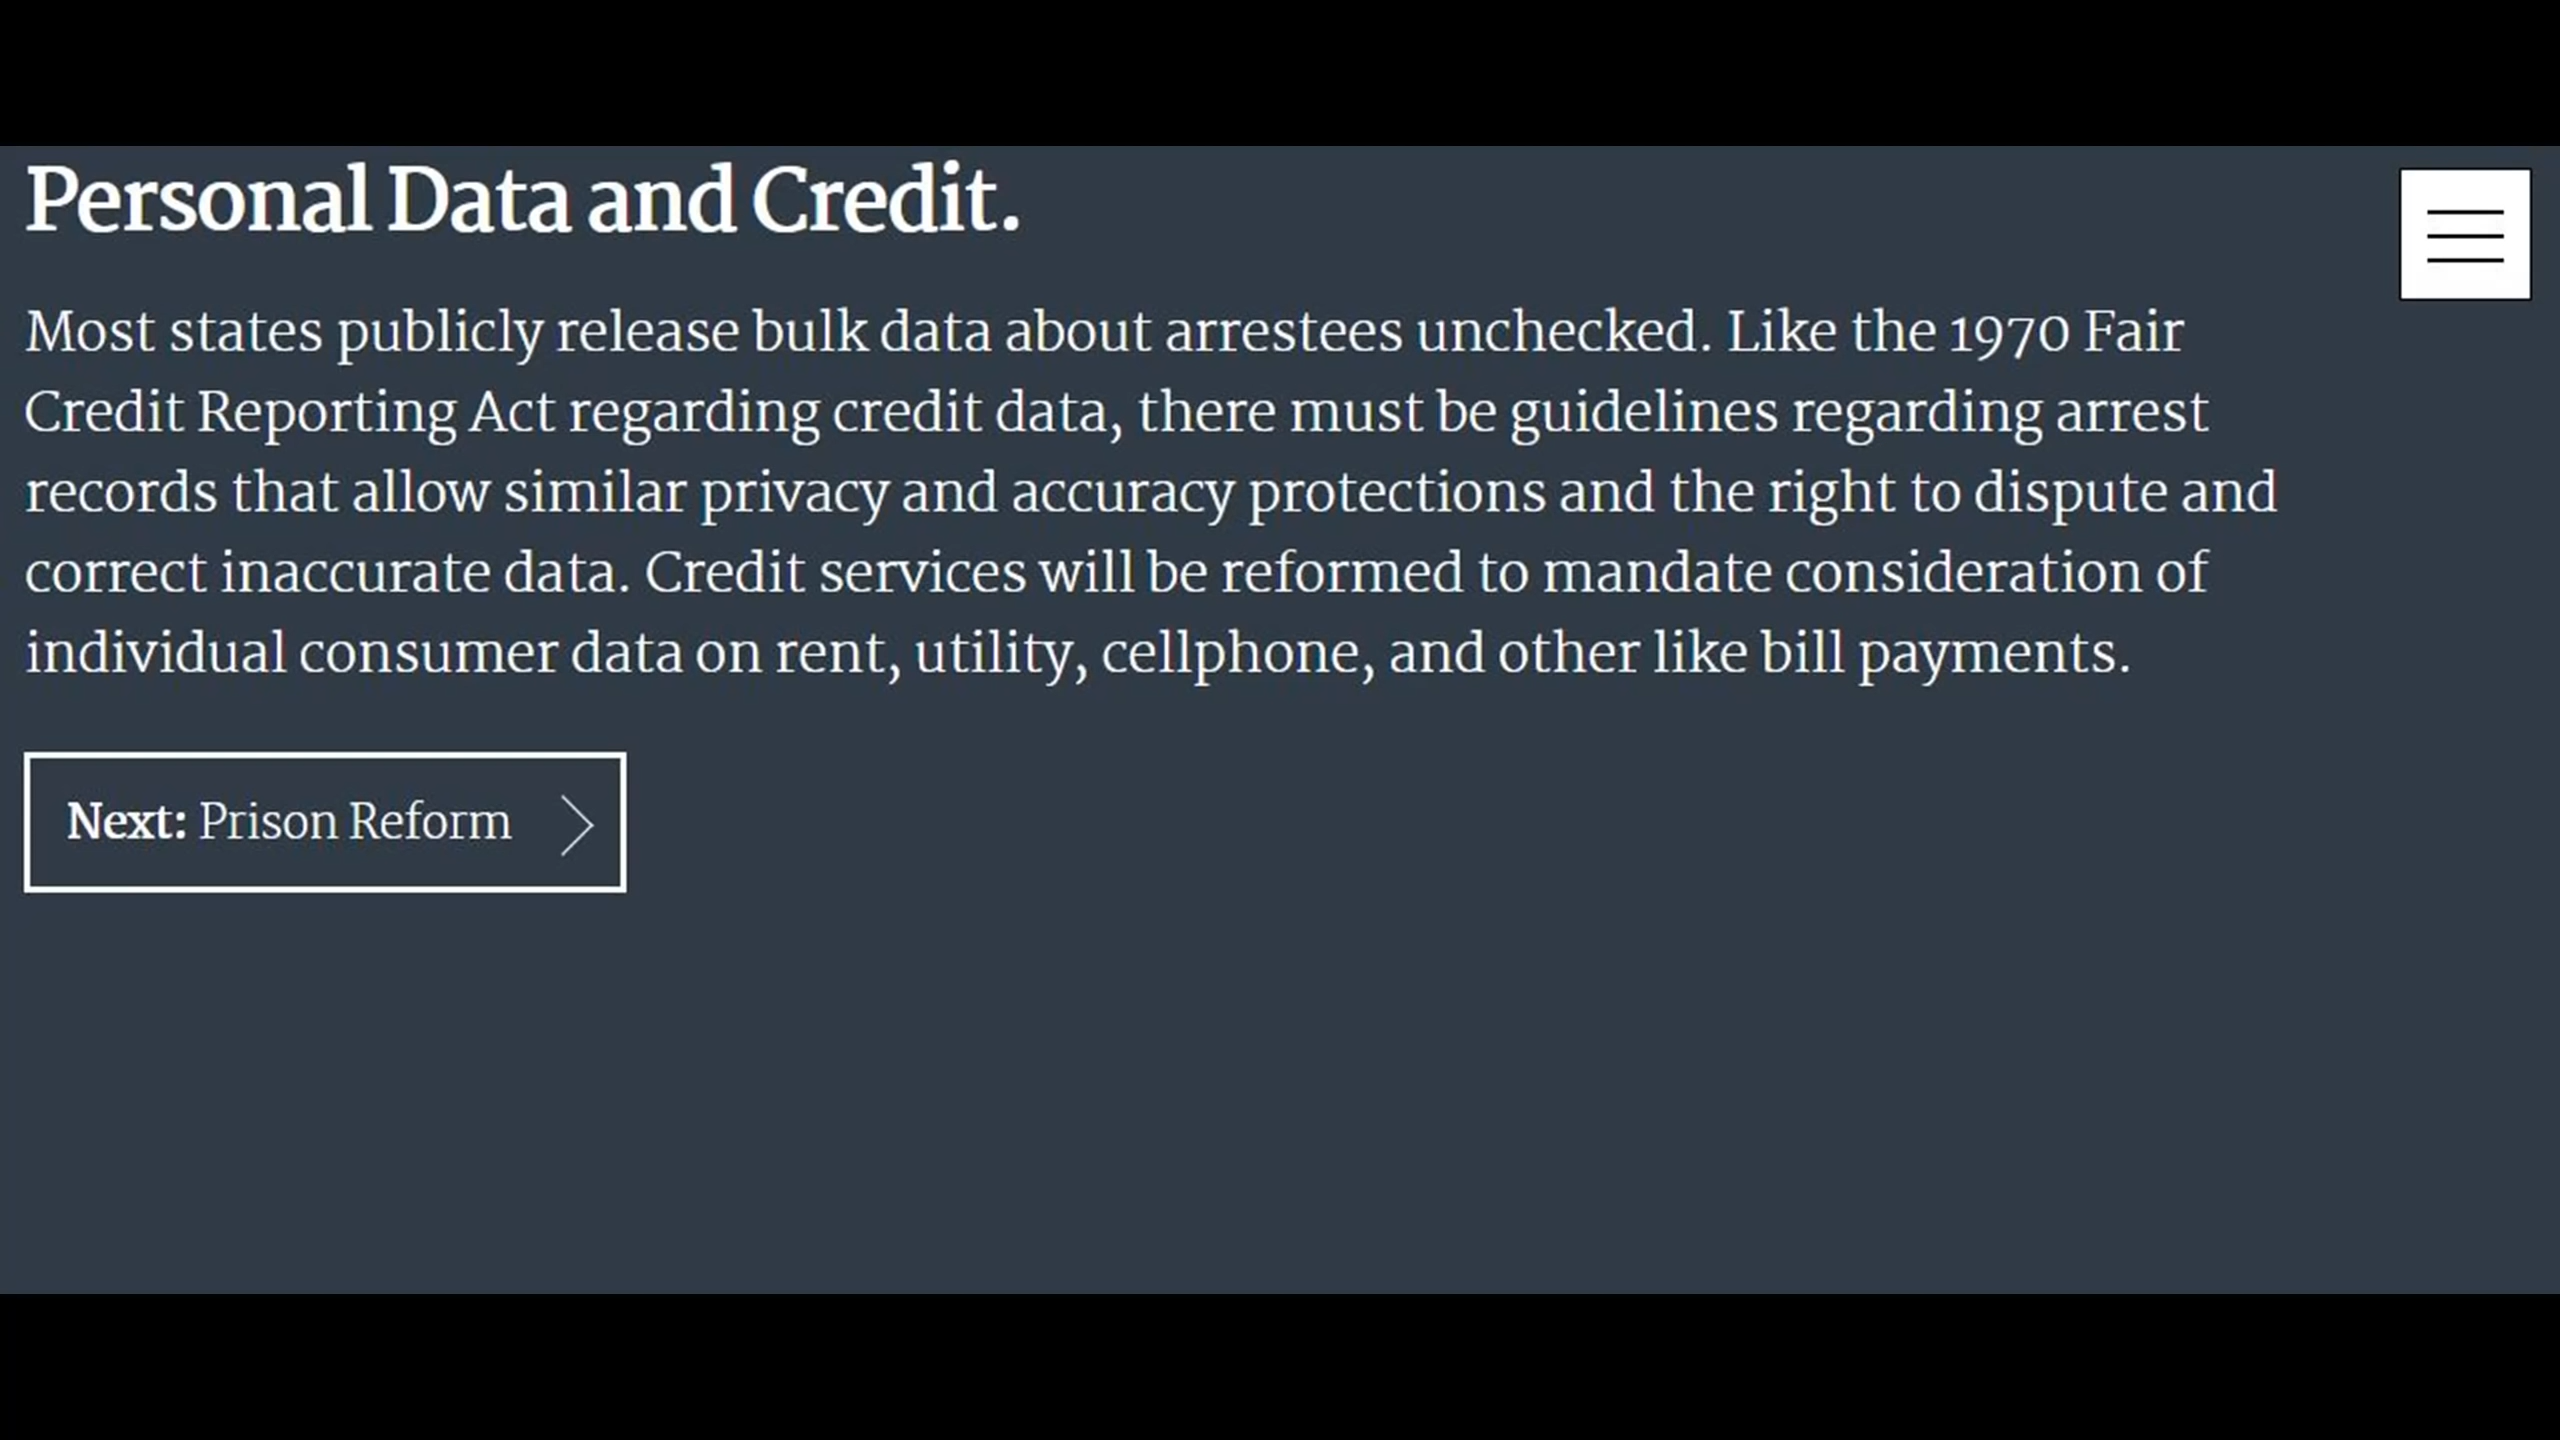 Personal Data and Credit.
Most states publicly release bulk data about arrestees unchecked. Like the 1970 Fair
Credit Reporting Act regarding credit data, there must be guidelines regarding arrest
records that allow similar privacy and accuracy protections and the right to dispute and
correct inaccurate data. Credit services will be reformed to mandate consideration of
individual consumer data on rent, utility, cellphone, and other like bill payments.
Next: Prison Reform